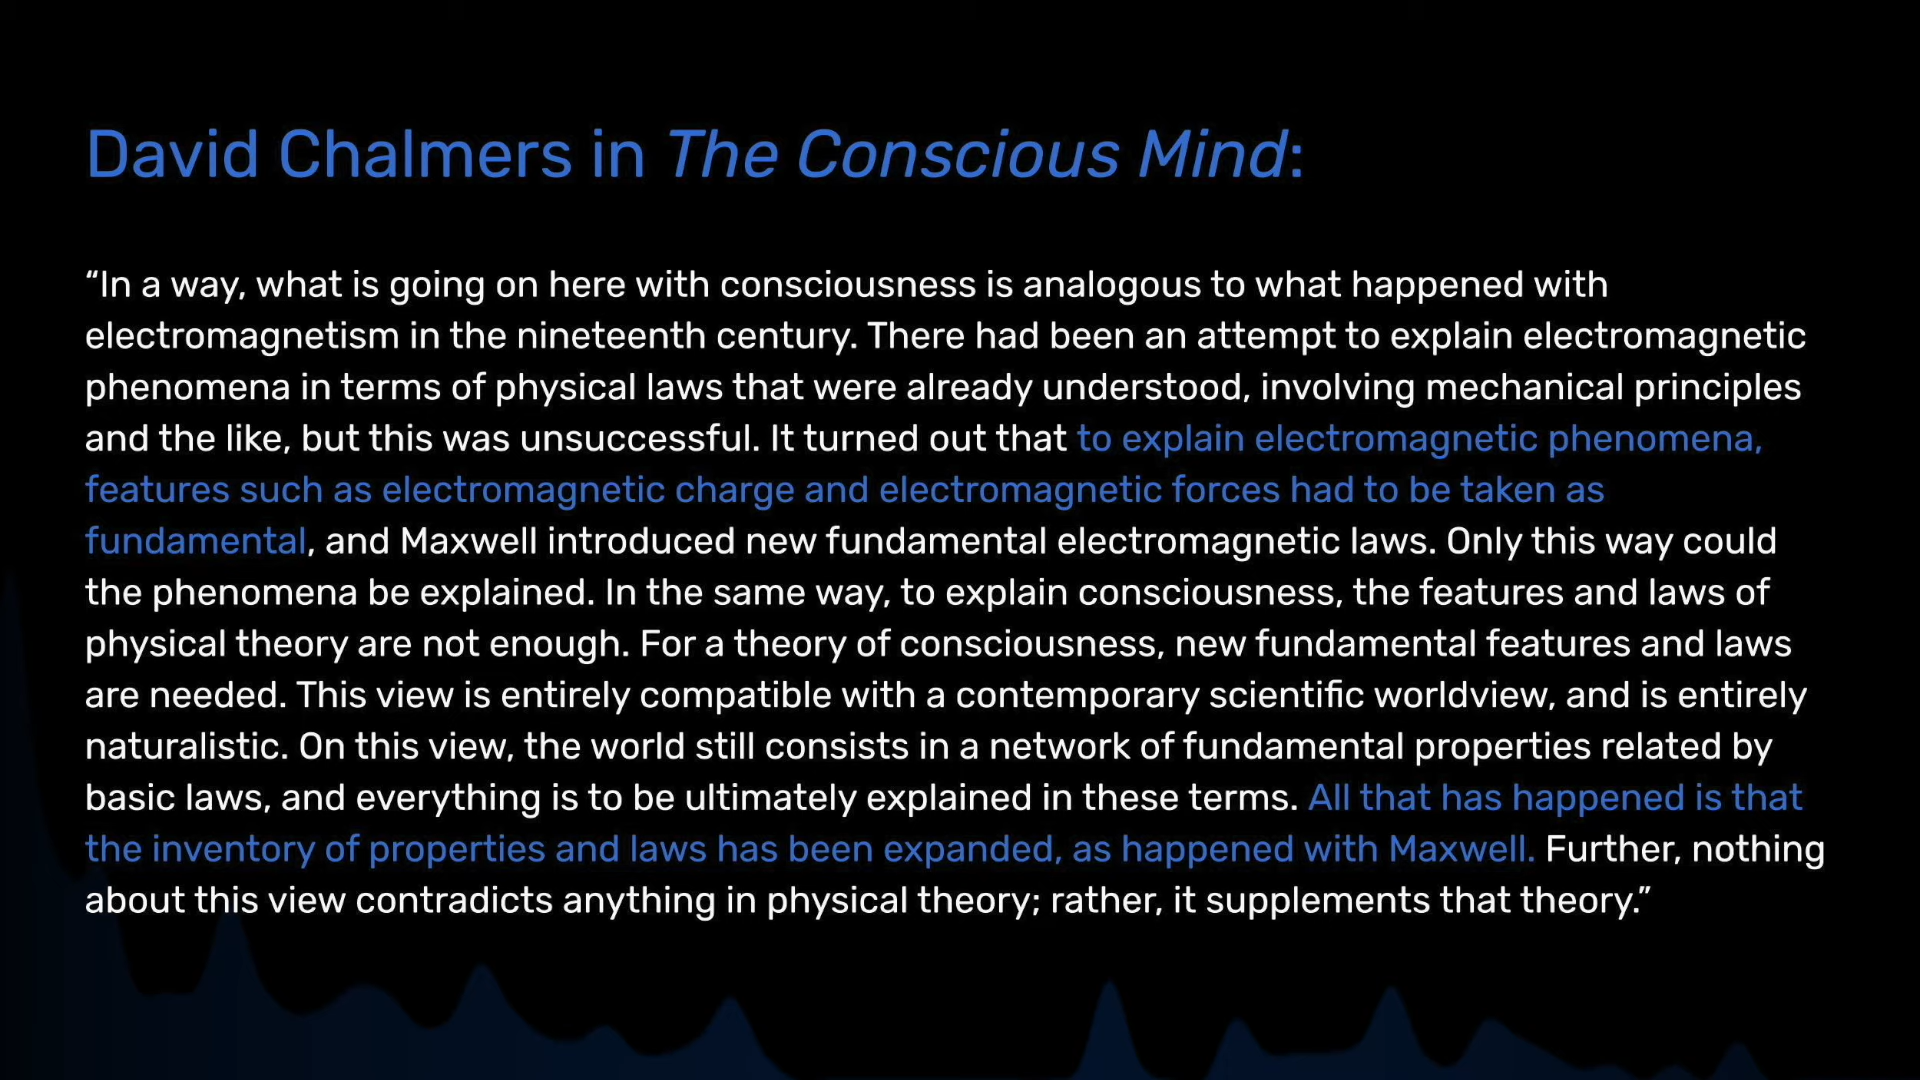 David Chalmers in The Conscious Mind:
“In a way, what is going on here with consciousness is analogous to what happened with
electromagnetism in the nineteenth century. There had been an attempt to explain electromagnetic
phenomena in terms of physical laws that were already understood, involving mechanical principles
and the like, but this was unsuccessful. It turned out that to explain electromagnetic phenomena,
features such as electromagnetic charge and electromagnetic forces had to be taken as
fundamental, and Maxwell introduced new fundamental electromagnetic laws. Only this way could
the phenomena be explained. In the same way, to explain consciousness, the features and laws of
physical theory are not enough. For a theory of consciousness, new fundamental features and laws
are needed. This view is entirely compatible with a contemporary scientific worldview, and is entirely
naturalistic. On this view, the world still consists in a network of fundamental properties related by
basic laws, and everything is to be ultimately explained in these terms. All that has happened is that
the inventory of properties and laws has been expanded, as happened with Maxwell. Further, nothing
about this view contradicts anything in physical theory; rather, it supplements that theory.”